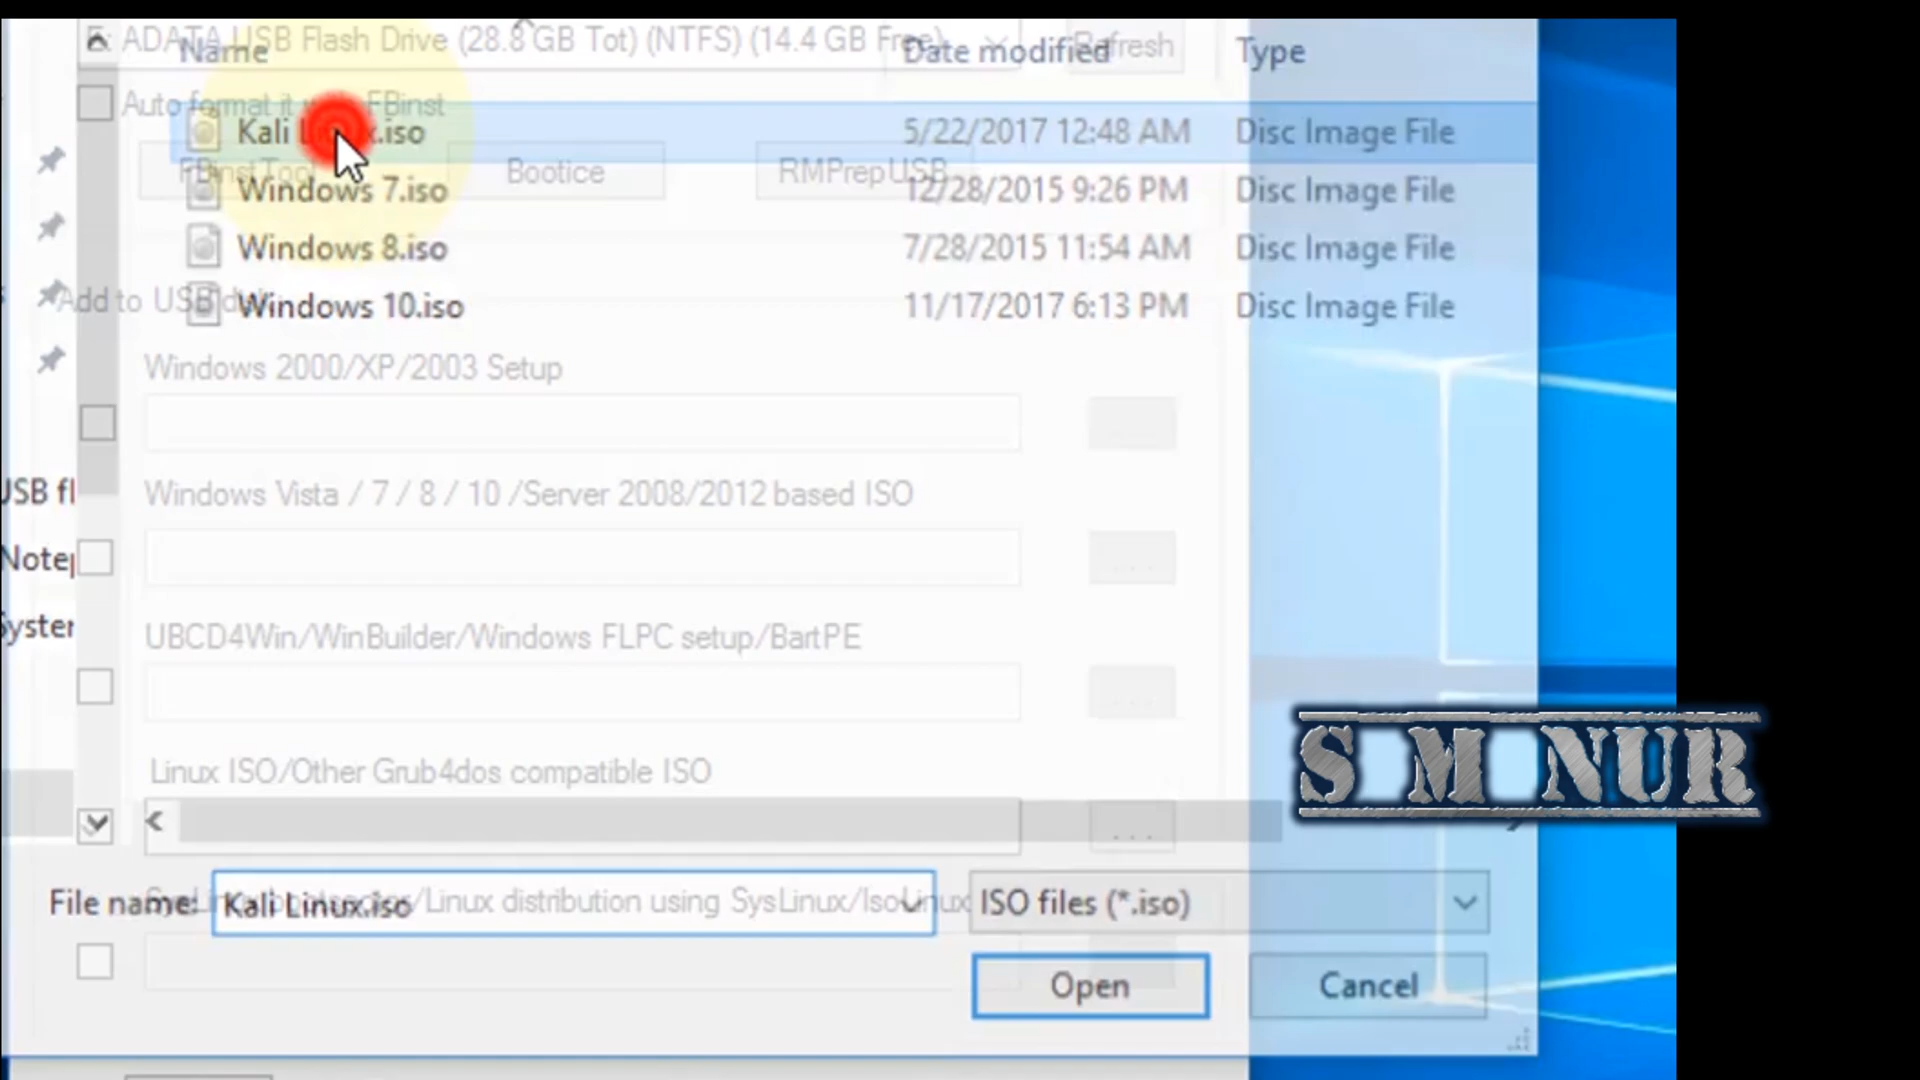 ADATA USB Flash Drive (28.8 GB Tot) (NTFS) (14.4 GB Free)
Refresh
Name
Date modified
Type
Auto format it with FBinst
Kali Linux.iso
5/22/2017 12:48 AM
Disc Image File
FBinst Tool
Bootice
RMPrepUSB
Windows 7.iso
12/28/2015 9:26 PM
Disc Image File
Windows 8.iso
7/28/2015 11:54 AM
Disc Image File
Add to USB disk
Windows 10.iso
11/17/2017 6:13 PM
Disc Image File
Windows 2000/XP/2003 Setup
USB fl
Windows Vista / 7 / 8 / 10 /Server 2008/2012 based ISO
...
Note
UBCD4Win/WinBuilder/Windows FLPC setup/BartPE
...
Syster
Linux ISO/Other Grub4dos compatible ISO
...
S M NUR
File name:
Kali Linux.iso
/Linux distribution using SysLinux/IsoLinux
ISO files (*.iso)
Open
Cancel